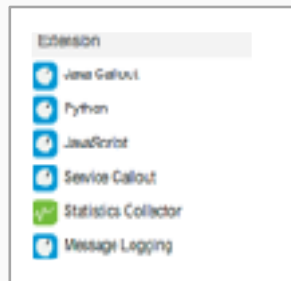 Extension
Java Callout
Python
JavaScript
Service Callout
Statistics Collector
Message Logging